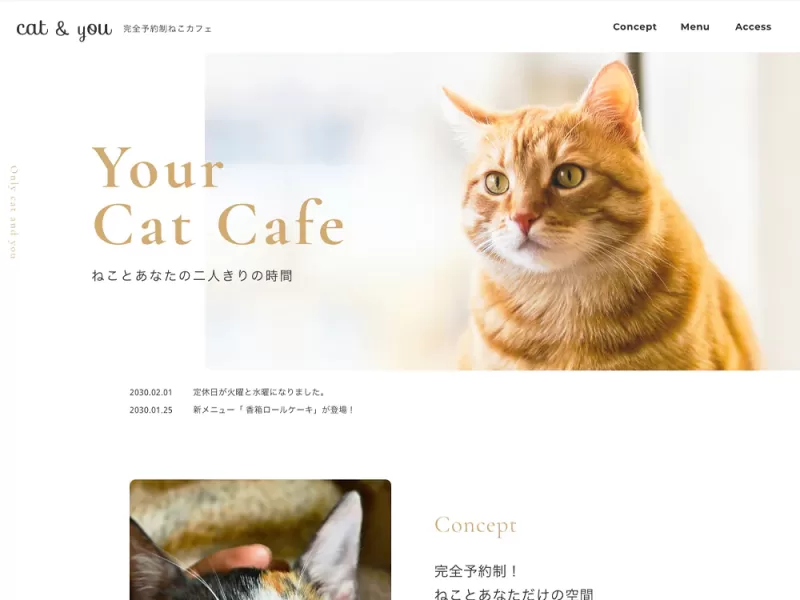 cat & you
完全予約制ねこカフェ
Concept Menu Access
Only cat and you
Your
Cat Cafe
ねことあなたの二人きりの時間
2030.02.01 定休日が火曜と水曜になりました。
2030.01.25 新メニュー「 香箱ロールケーキ」が登場！
Concept
完全予約制！
ねことあなただけの空間